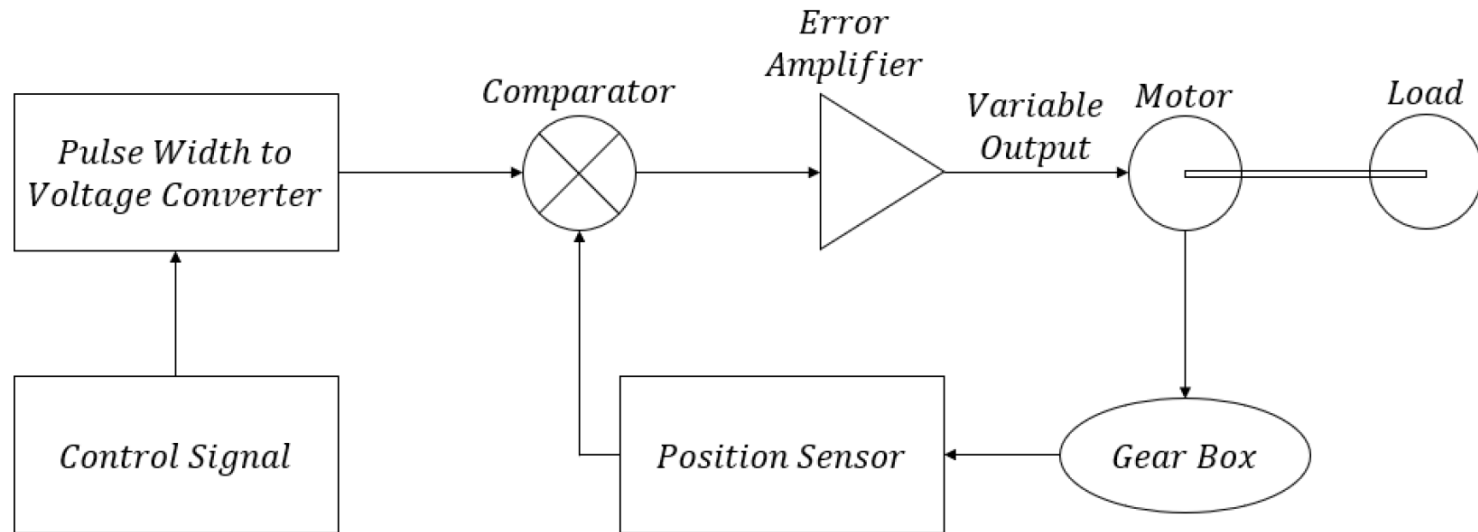 Error
Amplifier
Comparator
Variable
Output
Motor
Load
Pulse Width to
Voltage Converter
Control Signal
Position Sensor
Gear Box